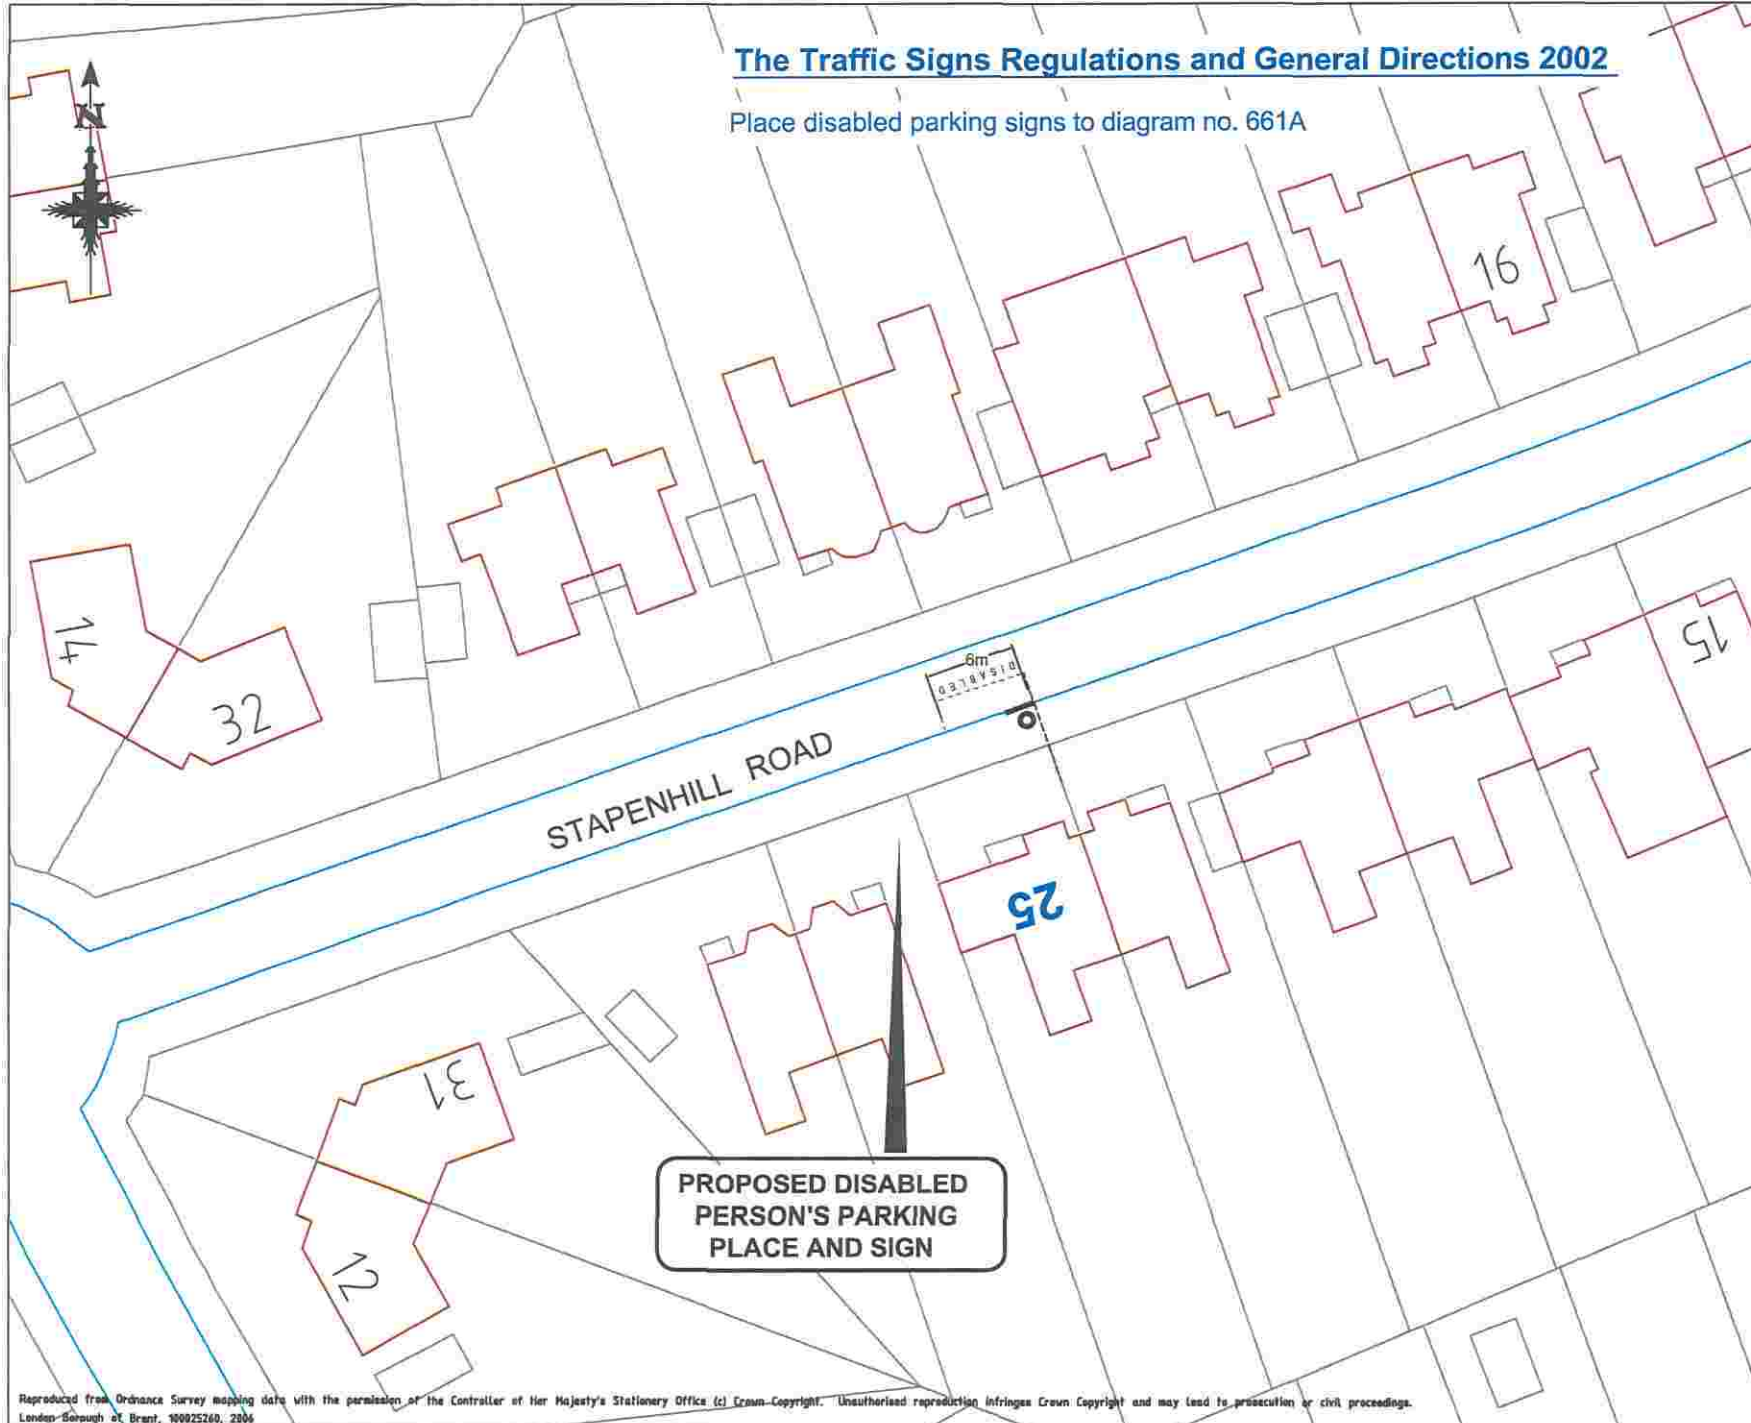 The Traffic Signs Regulations and General Directions 2002
Place disabled parking signs to diagram no. 661A
N
16
14
32
6m
DISABLED
15
STAPENHILL ROAD
25
31
12
PROPOSED DISABLED
PERSON'S PARKING
PLACE AND SIGN
Reproduced from Ordnance Survey mapping data with the permission of the Controller of Her Majesty's Stationery Office (c) Crown Copyright. Unauthorised reproduction infringes Crown Copyright and may lead to prosecution or civil proceedings.
London Borough of Brent, 100025260, 2006